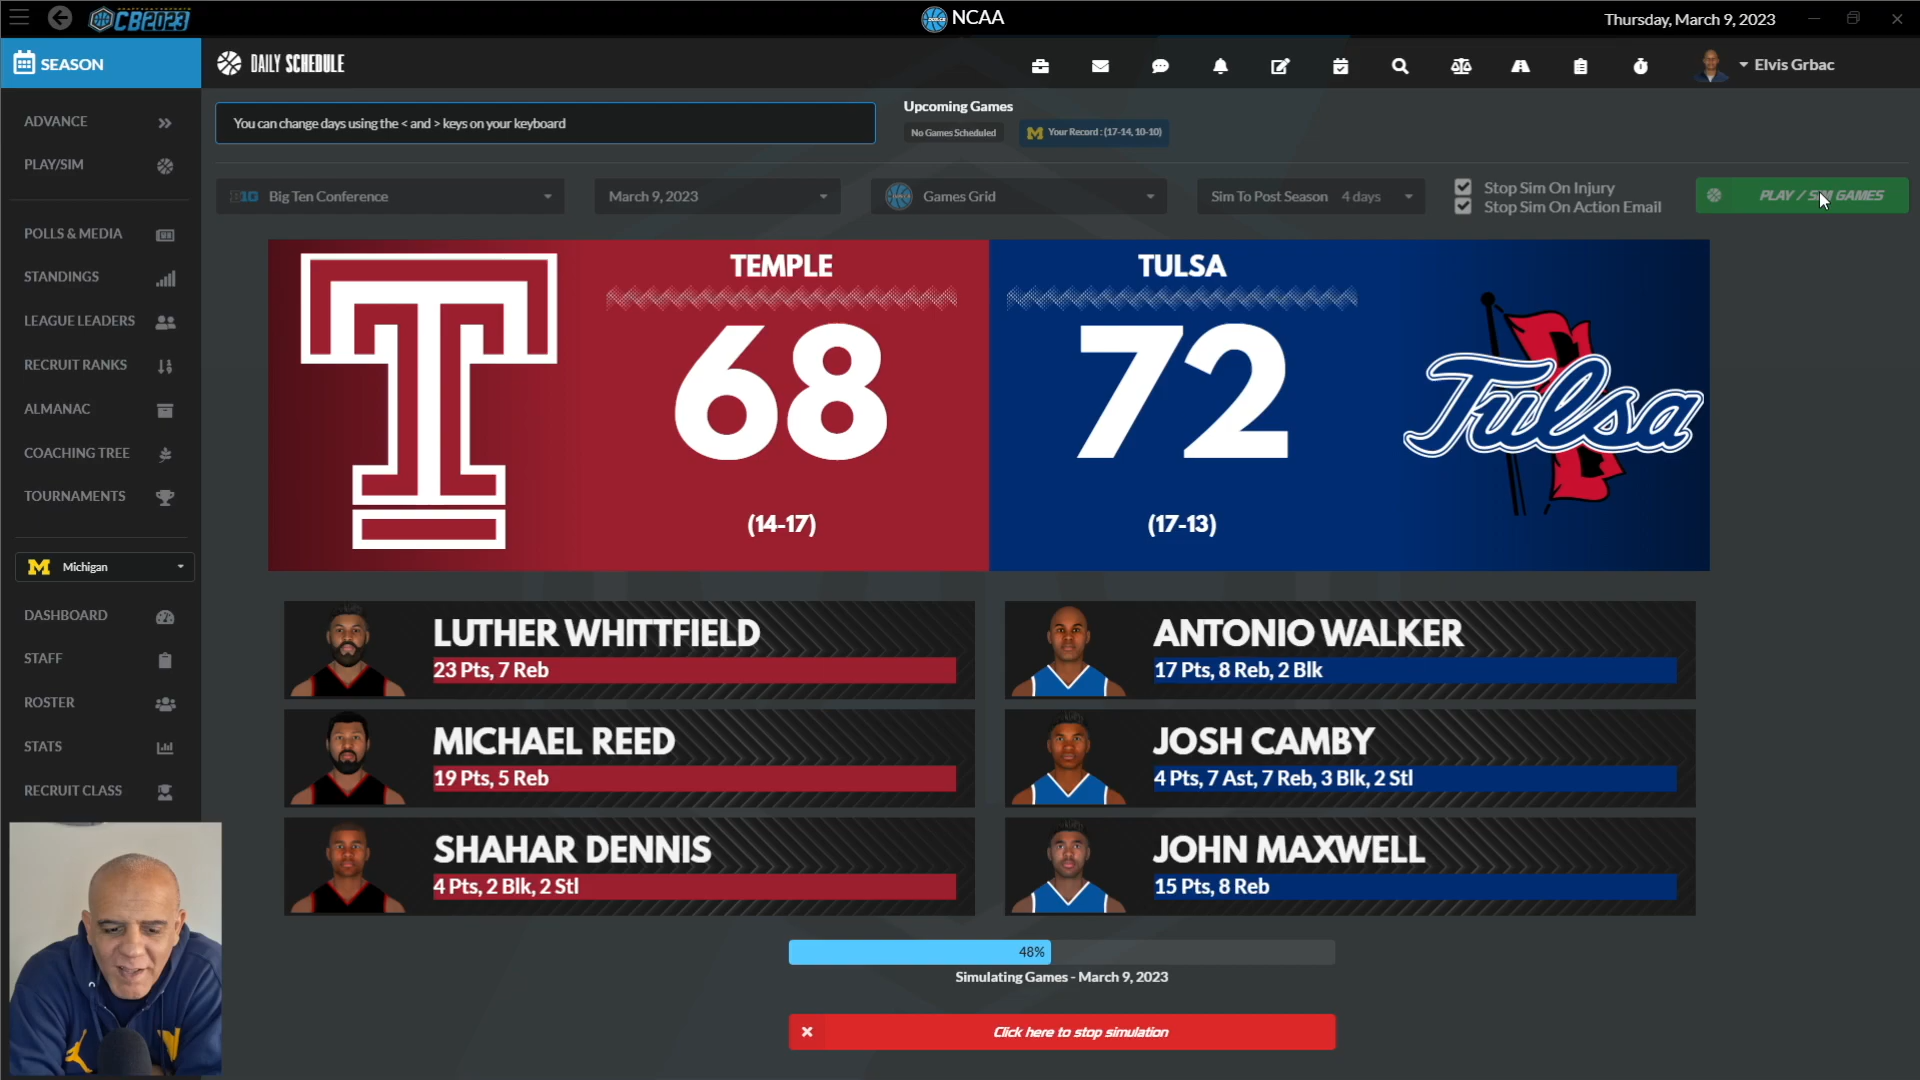 CB2023
NCAA
Thursday, March 9, 2023
SEASON
DAILY SCHEDULE
Elvis Grbac
You can change days using the < and > keys on your keyboard
Upcoming Games
No Games Scheduled
M Your Record : (17-14, 10-10)
ADVANCE
PLAY/SIM
POLLS & MEDIA
STANDINGS
LEAGUE LEADERS
RECRUIT RANKS
ALMANAC
COACHING TREE
TOURNAMENTS
M Michigan
DASHBOARD
STAFF
ROSTER
STATS
RECRUIT CLASS
B1G Big Ten Conference
March 9, 2023
Games Grid
Sim To Post Season 4 days
Stop Sim On Injury
Stop Sim On Action Email
PLAY / SIM GAMES
T
TEMPLE
68
(14-17)
TULSA
72
(17-13)
Tulsa
LUTHER WHITTFIELD
23 Pts, 7 Reb
MICHAEL REED
19 Pts, 5 Reb
SHAHAR DENNIS
4 Pts, 2 Blk, 2 Stl
ANTONIO WALKER
17 Pts, 8 Reb, 2 Blk
JOSH CAMBY
4 Pts, 7 Ast, 7 Reb, 3 Blk, 2 Stl
JOHN MAXWELL
15 Pts, 8 Reb
48%
Simulating Games - March 9, 2023
Click here to stop simulation